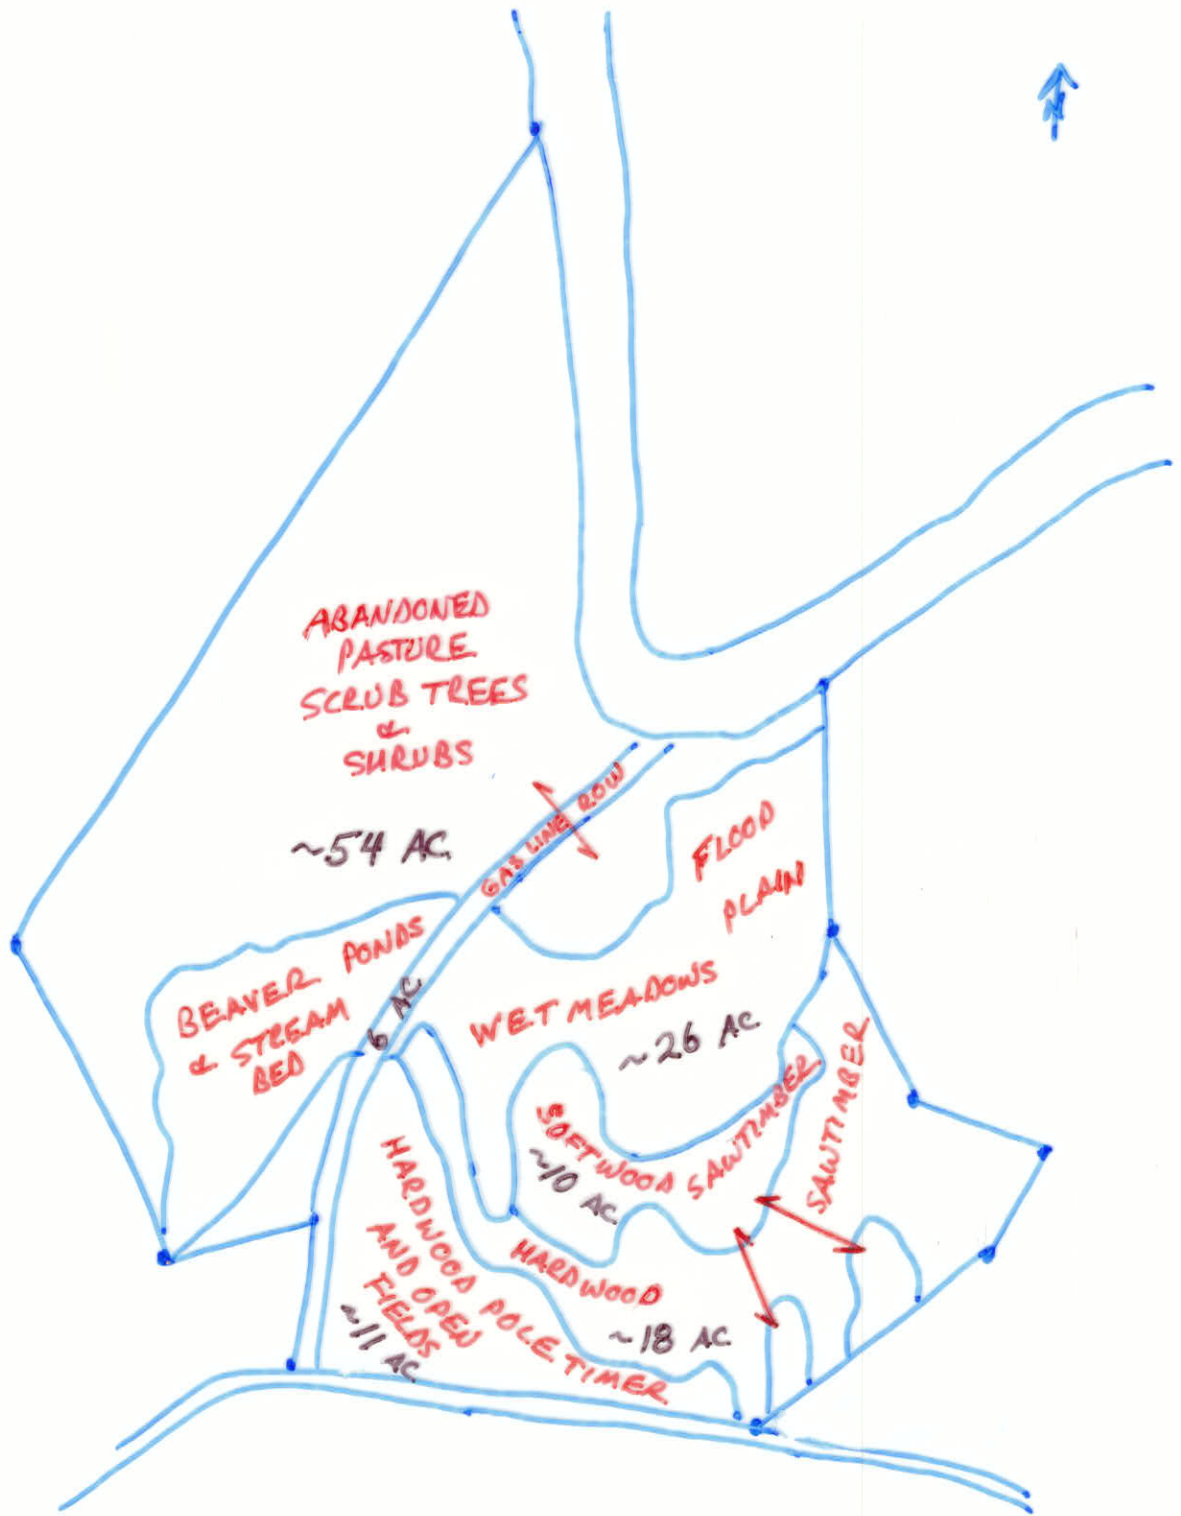 N
ABANDONED
PASTURE
SCRUB TREES
&
SHRUBS
~54 AC.
GAS LINE ROW
6 AC
FLOOD
PLAIN
BEAVER PONDS
& STREAM
BED
WET MEADOWS
~26 AC.
SOFTWOOD SAWTIMBER
~10 AC.
SAWTIMBER
HARDWOOD
~18 AC.
HARDWOOD POLE TIMER
AND OPEN
FIELDS
~11 AC.